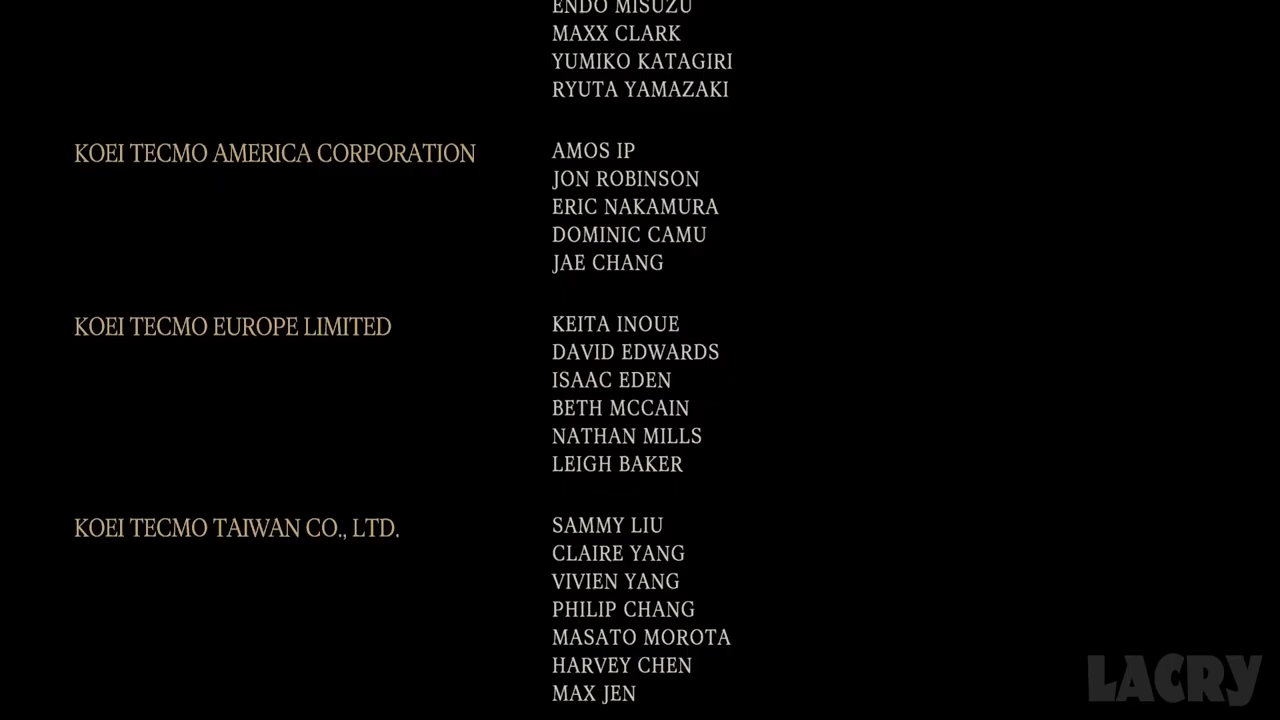 ENDO MISUZU
MAXX CLARK
YUMIKO KATAGIRI
RYUTA YAMAZAKI
KOEI TECMO AMERICA CORPORATION
AMOS IP
JON ROBINSON
ERIC NAKAMURA
DOMINIC CAMU
JAE CHANG
KOEI TECMO EUROPE LIMITED
KEITA INOUE
DAVID EDWARDS
ISAAC EDEN
BETH MCCAIN
NATHAN MILLS
LEIGH BAKER
KOEI TECMO TAIWAN CO., LTD.
SAMMY LIU
CLAIRE YANG
VIVIEN YANG
PHILIP CHANG
MASATO MOROTA
HARVEY CHEN
MAX JEN
LACRY